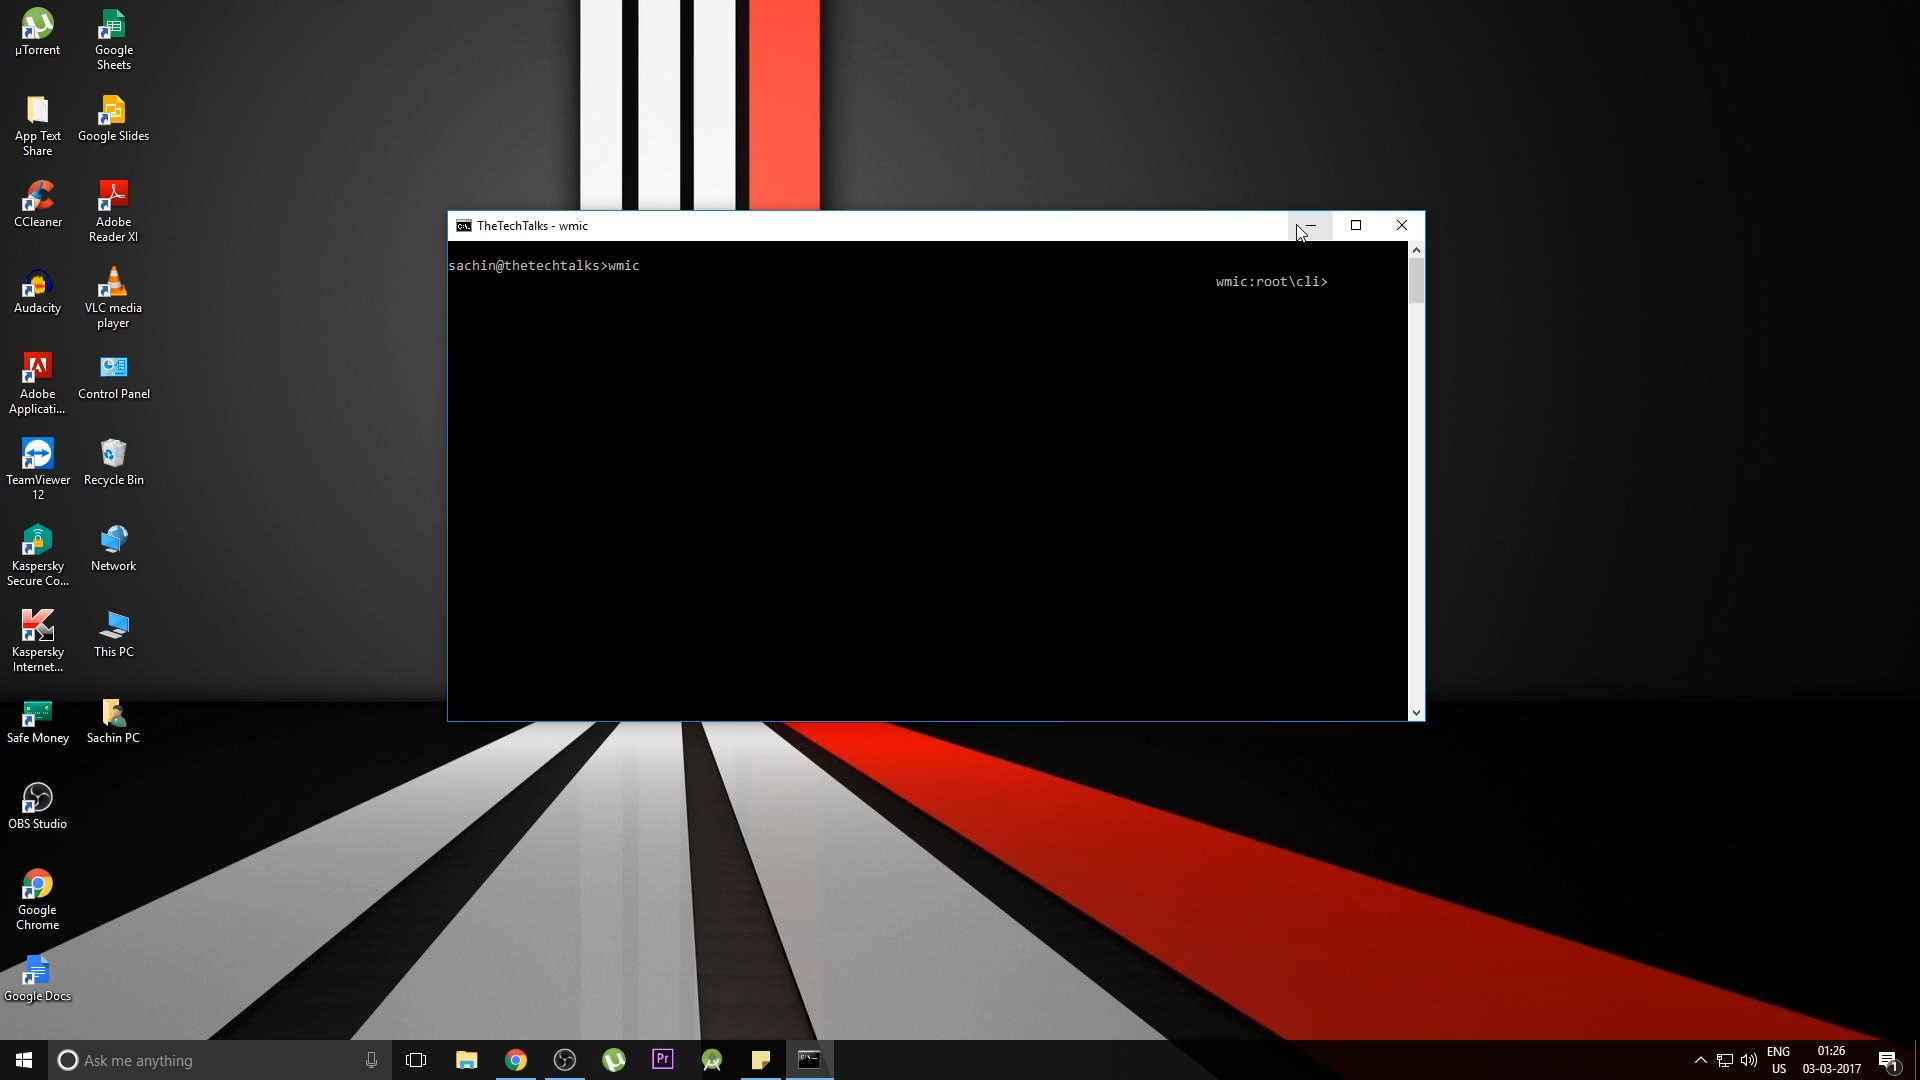 µTorrent
Google
Sheets
App Text
Share
Google Slides
CCleaner
Adobe
Reader XI
Audacity
VLC media
player
Adobe
Applicati...
Control Panel
TeamViewer
12
Recycle Bin
Kaspersky
Secure Co...
Network
Kaspersky
Internet...
This PC
Safe Money
Sachin PC
OBS Studio
Google
Chrome
Google Docs
TheTechTalks - wmic
sachin@thetechtalks>wmic
wmic:root\cli>
Ask me anything
Pr
ENG
US
01:26
03-03-2017
1